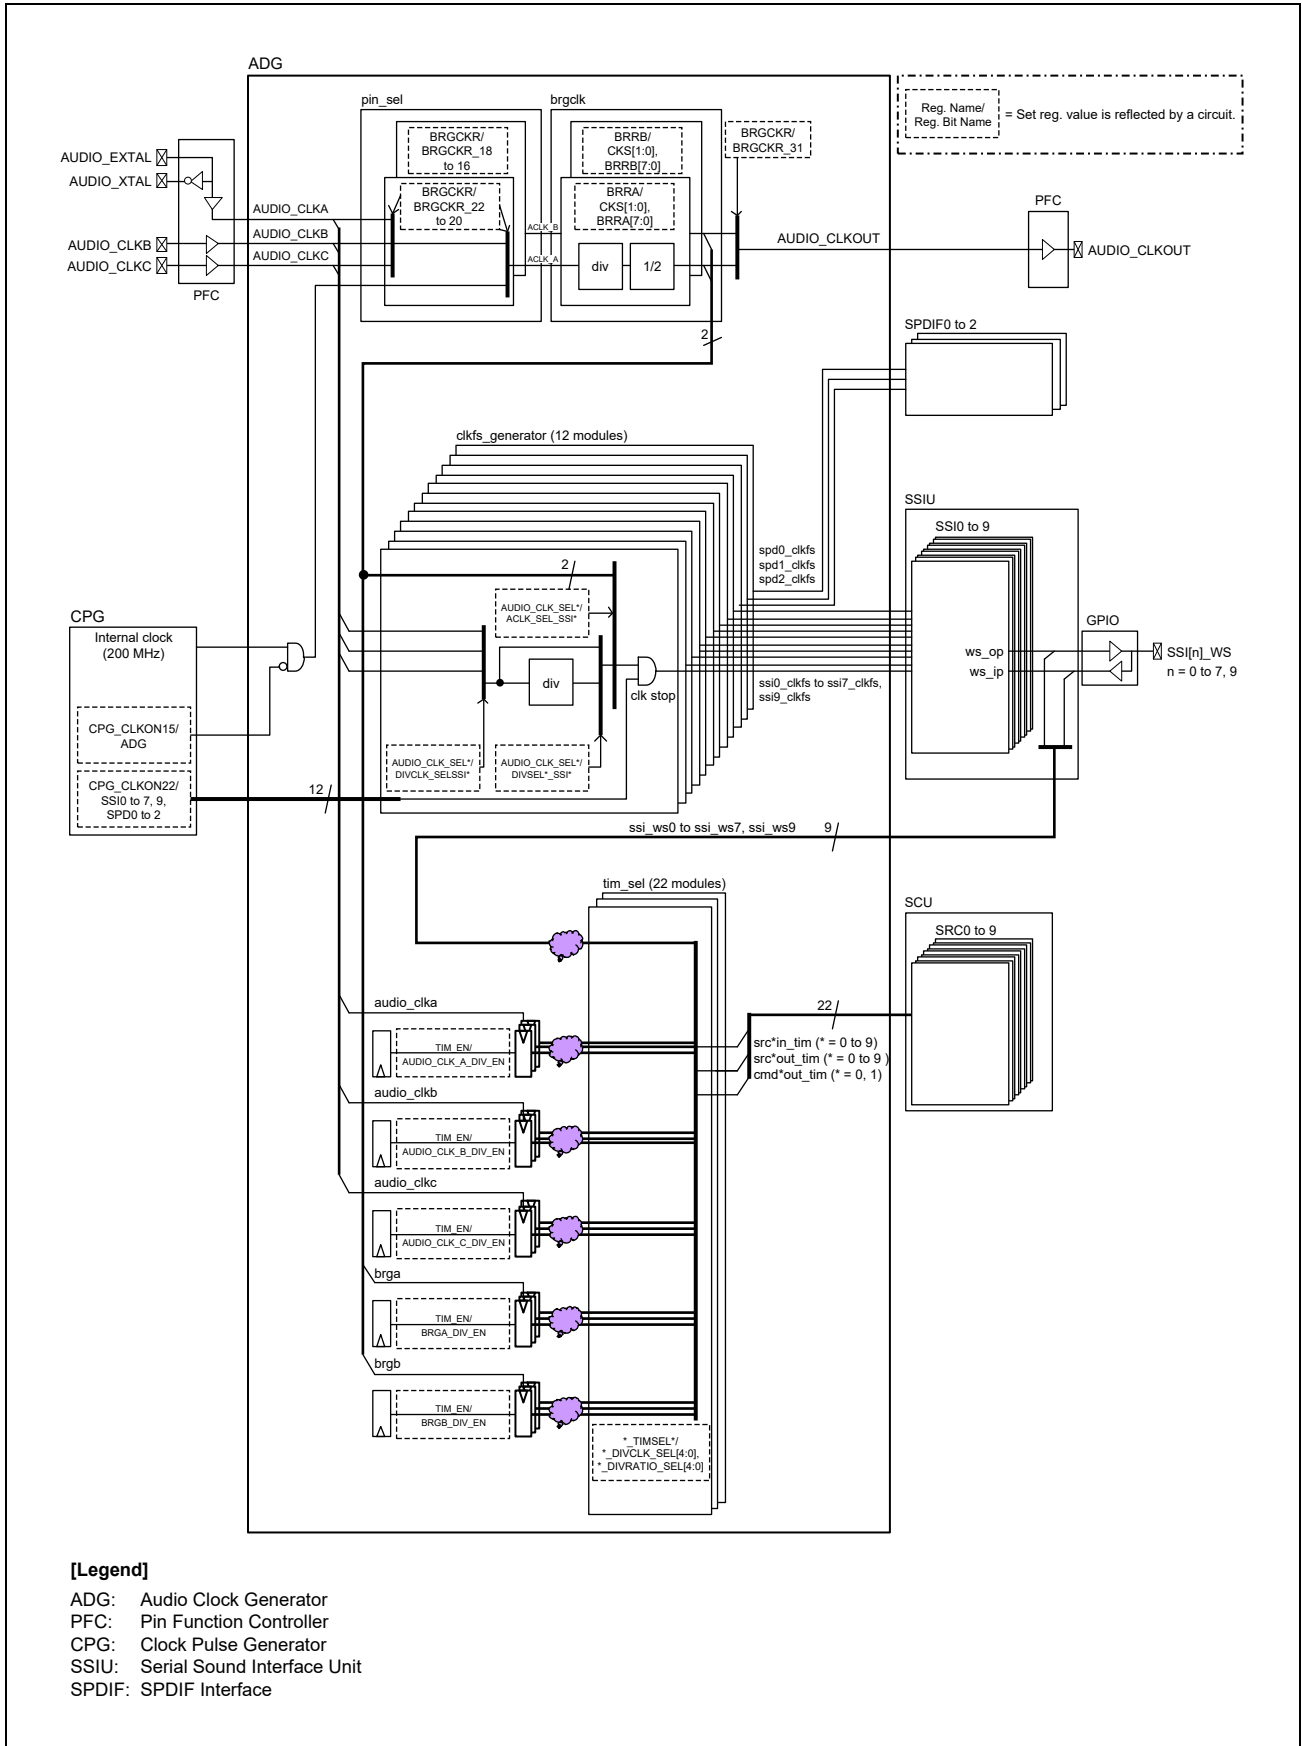 ADG
pin_sel
brgclk
BRGCKR/
BRGCKR_18
to 16
BRGCKR/
BRGCKR_22
to 20
BRRB/
CKS[1:0],
BRRB[7:0]
BRRA/
CKS[1:0],
BRRA[7:0]
BRGCKR/
BRGCKR_31
Reg. Name/
Reg. Bit Name
= Set reg. value is reflected by a circuit.
AUDIO_EXTAL
AUDIO_XTAL
AUDIO_CLKB
AUDIO_CLKC
PFC
AUDIO_CLKA
AUDIO_CLKB
AUDIO_CLKC
ACLK_B
ACLK_A
div
1/2
AUDIO_CLKOUT
PFC
AUDIO_CLKOUT
2
SPDIF0 to 2
clkfs_generator (12 modules)
2
AUDIO_CLK_SEL*/
ACLK_SEL_SSI*
div
clk stop
AUDIO_CLK_SEL*/
DIVCLK_SELSSI*
AUDIO_CLK_SEL*/
DIVSEL*_SSI*
spd0_clkfs
spd1_clkfs
spd2_clkfs
ssi0_clkfs to ssi7_clkfs,
ssi9_clkfs
SSIU
SSI0 to 9
ws_op
ws_ip
GPIO
SSI[n]_WS
n = 0 to 7, 9
CPG
Internal clock
(200 MHz)
CPG_CLKON15/
ADG
CPG_CLKON22/
SSI0 to 7, 9,
SPD0 to 2
12
ssi_ws0 to ssi_ws7, ssi_ws9
9
tim_sel (22 modules)
SCU
SRC0 to 9
22
src*in_tim (* = 0 to 9)
src*out_tim (* = 0 to 9 )
cmd*out_tim (* = 0, 1)
audio_clka
TIM_EN/
AUDIO_CLK_A_DIV_EN
audio_clkb
TIM_EN/
AUDIO_CLK_B_DIV_EN
audio_clkc
TIM_EN/
AUDIO_CLK_C_DIV_EN
brga
TIM_EN/
BRGA_DIV_EN
brgb
TIM_EN/
BRGB_DIV_EN
*_TIMSEL*/
*_DIVCLK_SEL[4:0],
*_DIVRATIO_SEL[4:0]
[Legend]
ADG: Audio Clock Generator
PFC: Pin Function Controller
CPG: Clock Pulse Generator
SSIU: Serial Sound Interface Unit
SPDIF: SPDIF Interface